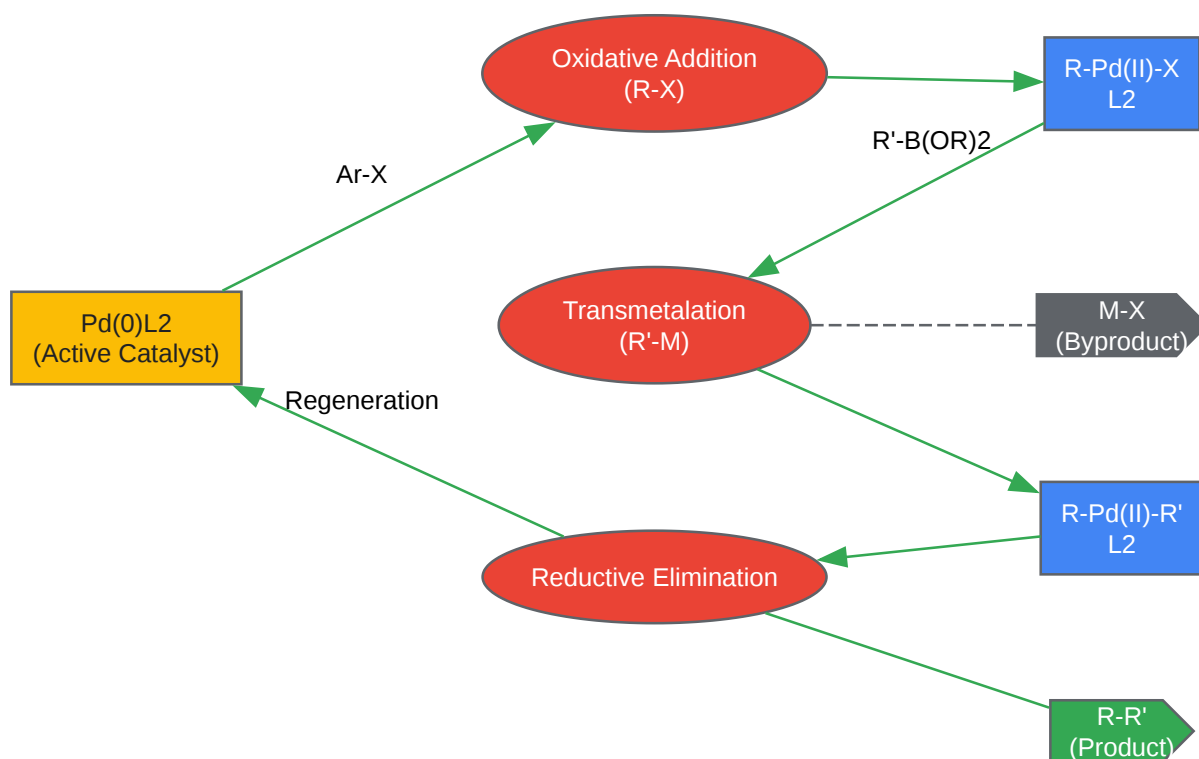 Oxidative Addition
(R-X)
R-Pd(II)-X
L2
R'-B(OR)2
Ar-X
Transmetalation
(R'-M)
M-X
(Byproduct)
Pd(0)L2
(Active Catalyst)
Regeneration
R-Pd(II)-R'
L2
Reductive Elimination
R-R'
(Product)